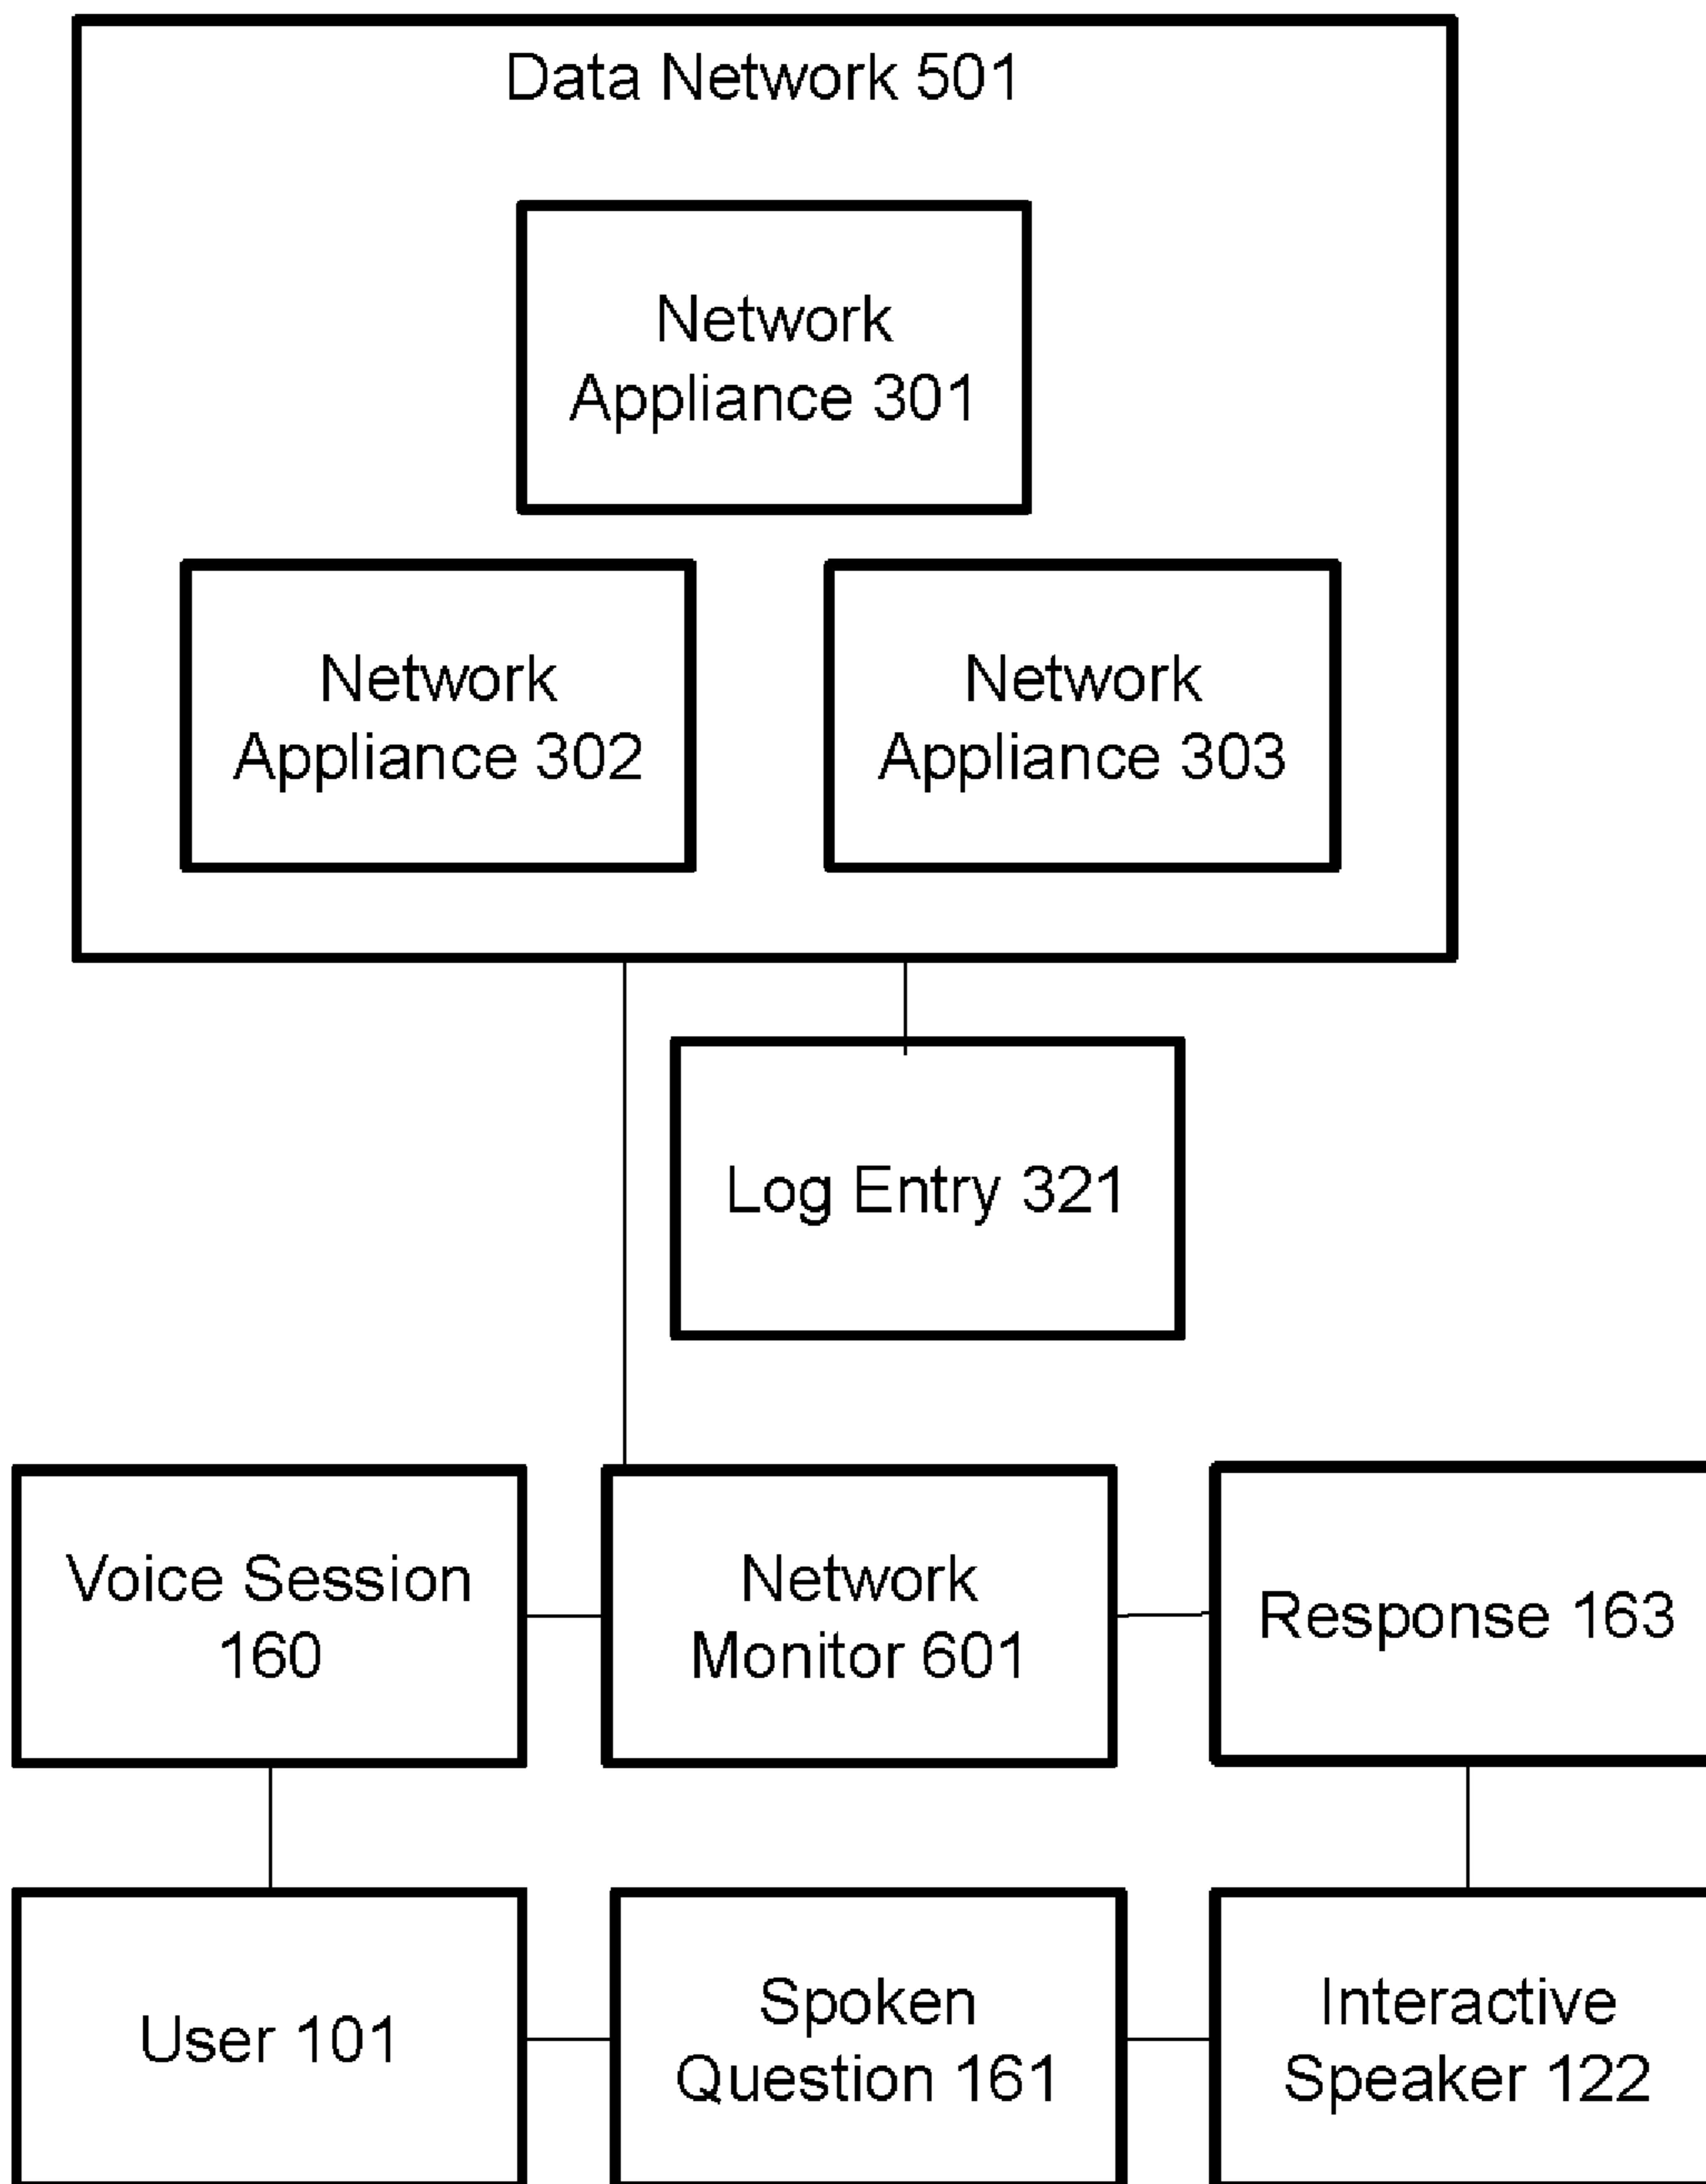 Data Network 501
Network
Appliance 301
Network
Appliance 302
Network
Appliance 303
Log Entry 321
Voice Session
160
Network
Monitor 601
Response 163
User 101
Spoken
Question 161
Interactive
Speaker 122